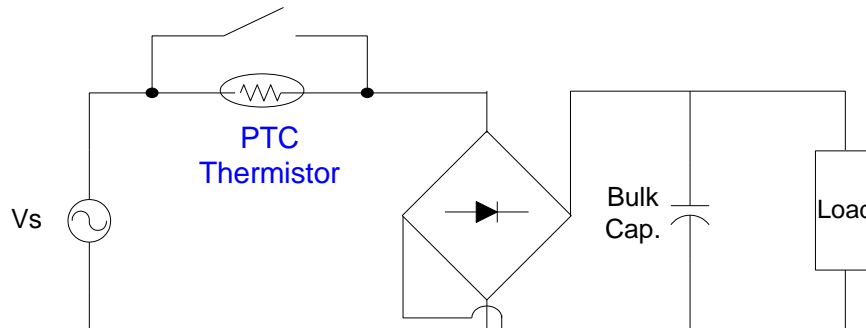 PTC
Thermistor
Vs
Bulk
Cap.
Load